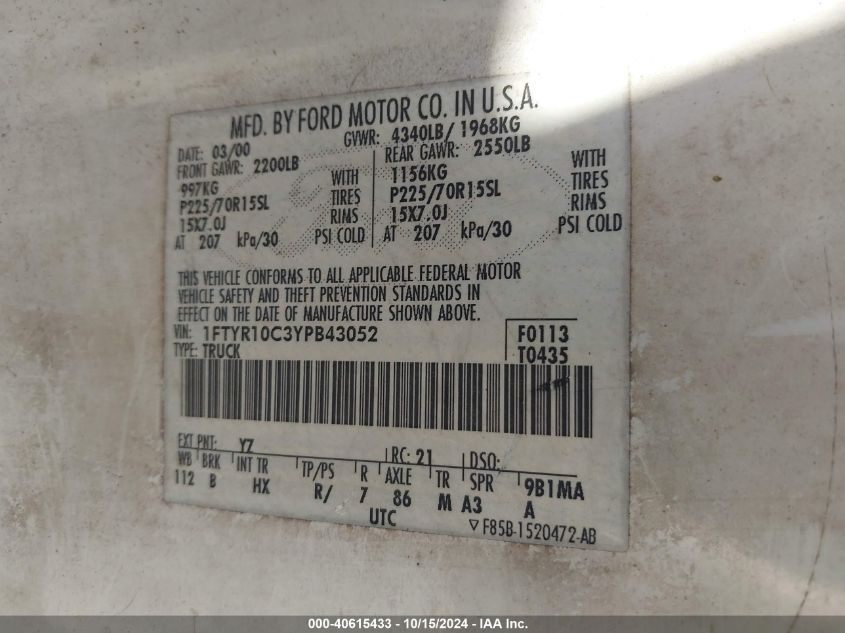 MFD. BY FORD MOTOR CO. IN U.S.A.
DATE: 03/00 GVWR: 4340LB/ 1968KG
FRONT GAWR: 2200LB REAR GAWR: 2550LB
997KG WITH 1156KG WITH
P225/70R15SL TIRES P225/70R15SL TIRES
15X7.0J RIMS 15X7.0J RIMS
AT 207 kPa/30 PSI COLD AT 207 kPa/30 PSI COLD
THIS VEHICLE CONFORMS TO ALL APPLICABLE FEDERAL MOTOR
VEHICLE SAFETY AND THEFT PREVENTION STANDARDS IN
EFFECT ON THE DATE OF MANUFACTURE SHOWN ABOVE.
VIN: 1FTYR10C3YPB43052 F0113
TYPE: TRUCK T0435
EXT PNT: YZ RC: 21 DSO:
WB BRK INT TR TP/PS R AXLE TR SPR 9B1MA
112 B HX R/ 7 86 M A3 A
UTC ▽ F85B-1520472-AB
000-40615433 - 10/15/2024 - IAA Inc.